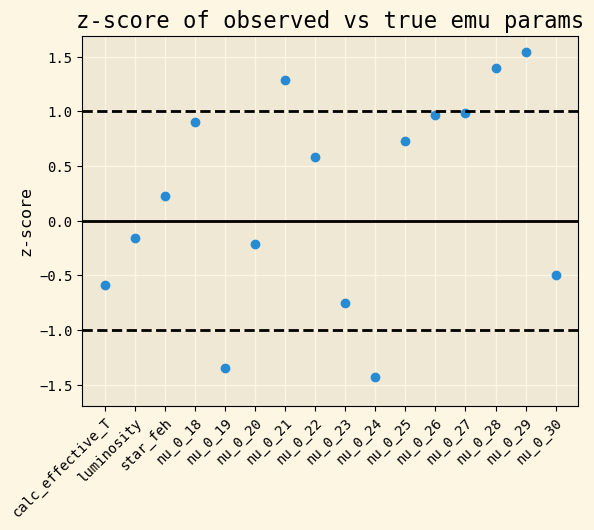 z-score of observed vs true emu params
z-score
1.5
1.0
0.5
0.0
−0.5
−1.0
−1.5
calc_effective_T
luminosity
star_feh
nu_0_18
nu_0_19
nu_0_20
nu_0_21
nu_0_22
nu_0_23
nu_0_24
nu_0_25
nu_0_26
nu_0_27
nu_0_28
nu_0_29
nu_0_30